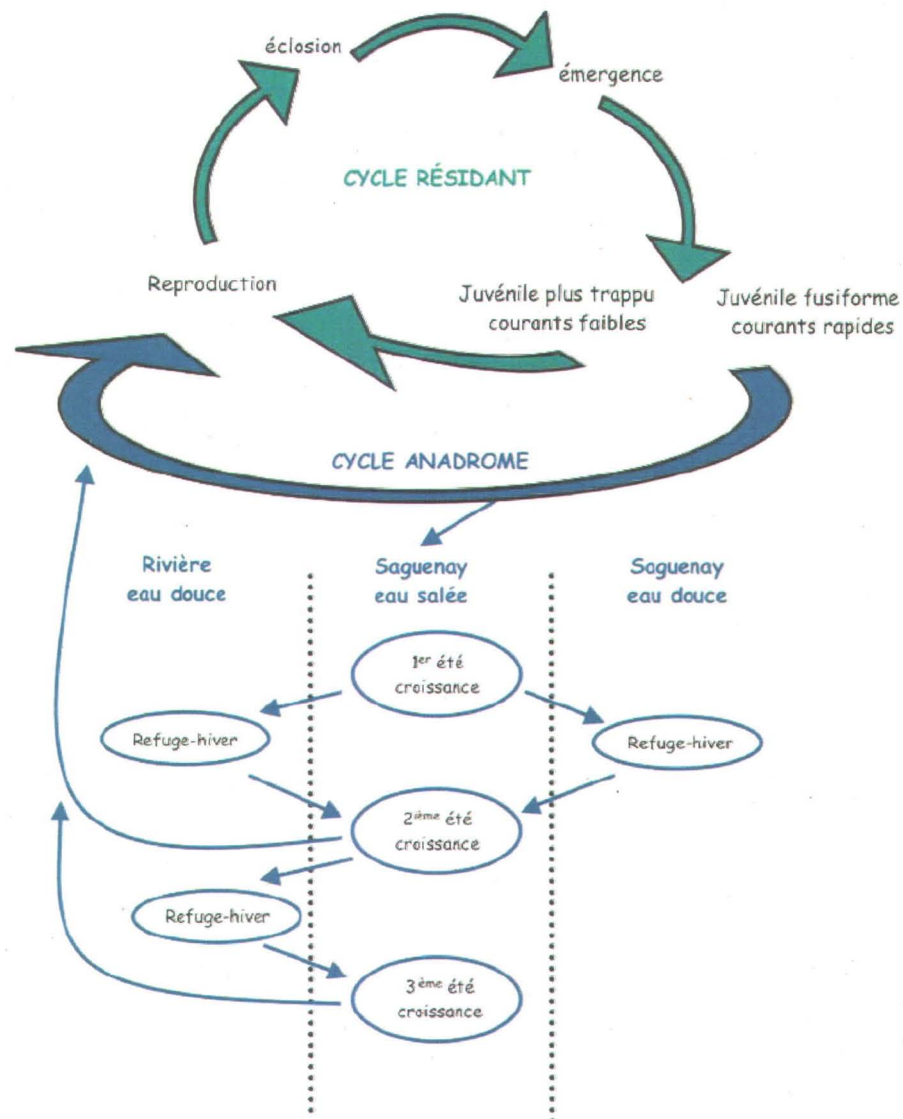 éclosion
émergence
CYCLE RÉSIDANT
Reproduction
Juvénile plus trappu
courants faibles
Juvénile fusiforme
courants rapides
CYCLE ANADROME
Rivière
eau douce
Saguenay
eau salée
Saguenay
eau douce
1er été
croissance
Refuge-hiver
Refuge-hiver
2ième été
croissance
Refuge-hiver
3ème été
croissance